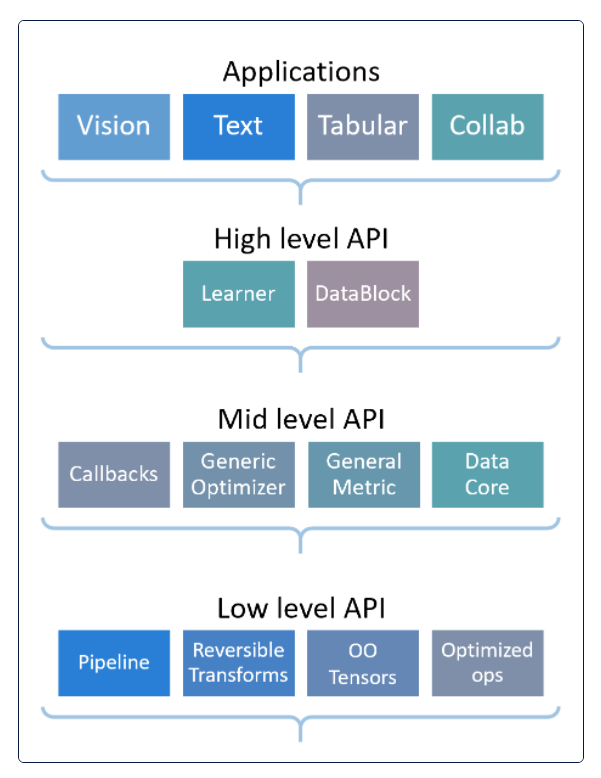 Applications
Vision
Text
Tabular
Collab
High level API
Learner
DataBlock
Mid level API
Callbacks
Generic
Optimizer
General
Metric
Data
Core
Low level API
Pipeline
Reversible
Transforms
OO
Tensors
Optimized
ops